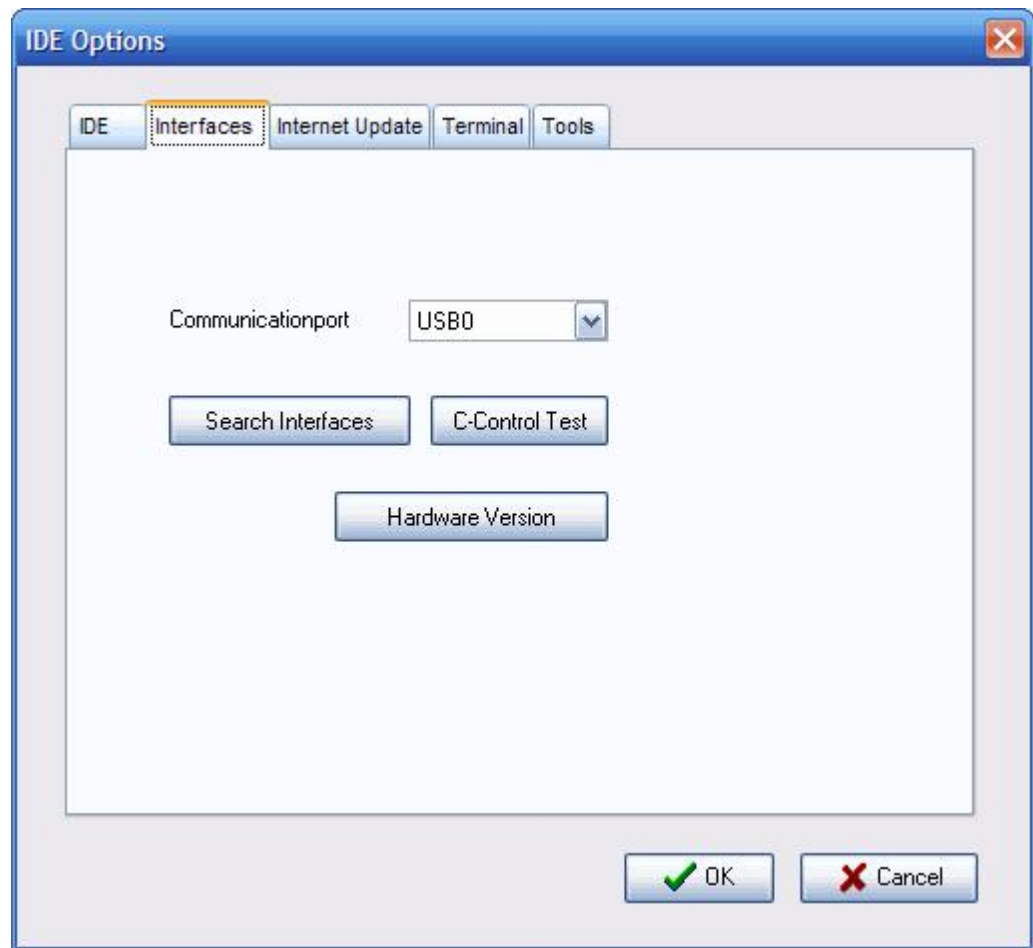 IDE Options
IDE Interfaces Internet Update Terminal Tools
Communicationport USB0
Search Interfaces C-Control Test
Hardware Version
OK Cancel